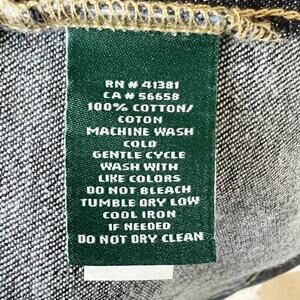 RN # 41381
CA # 56658
100% COTTON/
COTON
MACHINE WASH
COLD
GENTLE CYCLE
WASH WITH
LIKE COLORS
DO NOT BLEACH
TUMBLE DRY LOW
COOL IRON
IF NEEDED
DO NOT DRY CLEAN